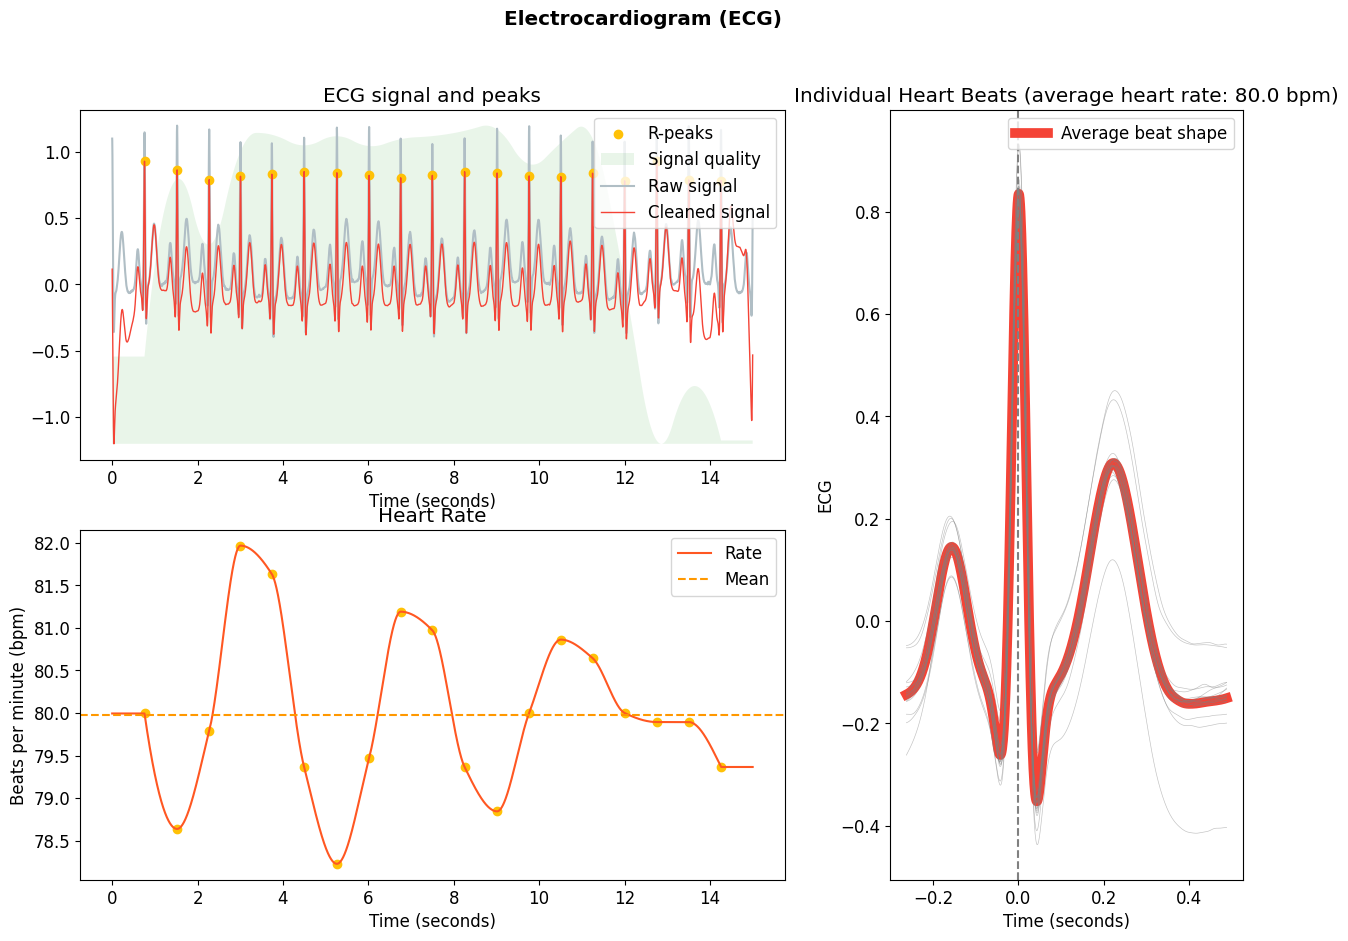 Electrocardiogram (ECG)
ECG signal and peaks
1.0
0.5
0.0
−0.5
−1.0
R-peaks
Signal quality
Raw signal
Cleaned signal
0 2 4 6 8 10 12 14
Time (seconds)
Heart Rate
82.0
81.5
81.0
80.5
80.0
79.5
79.0
78.5
Beats per minute (bpm)
Rate
Mean
0 2 4 6 8 10 12 14
Time (seconds)
Individual Heart Beats (average heart rate: 80.0 bpm)
Average beat shape
0.8
0.6
0.4
0.2
0.0
−0.2
−0.4
ECG
−0.2 0.0 0.2 0.4
Time (seconds)